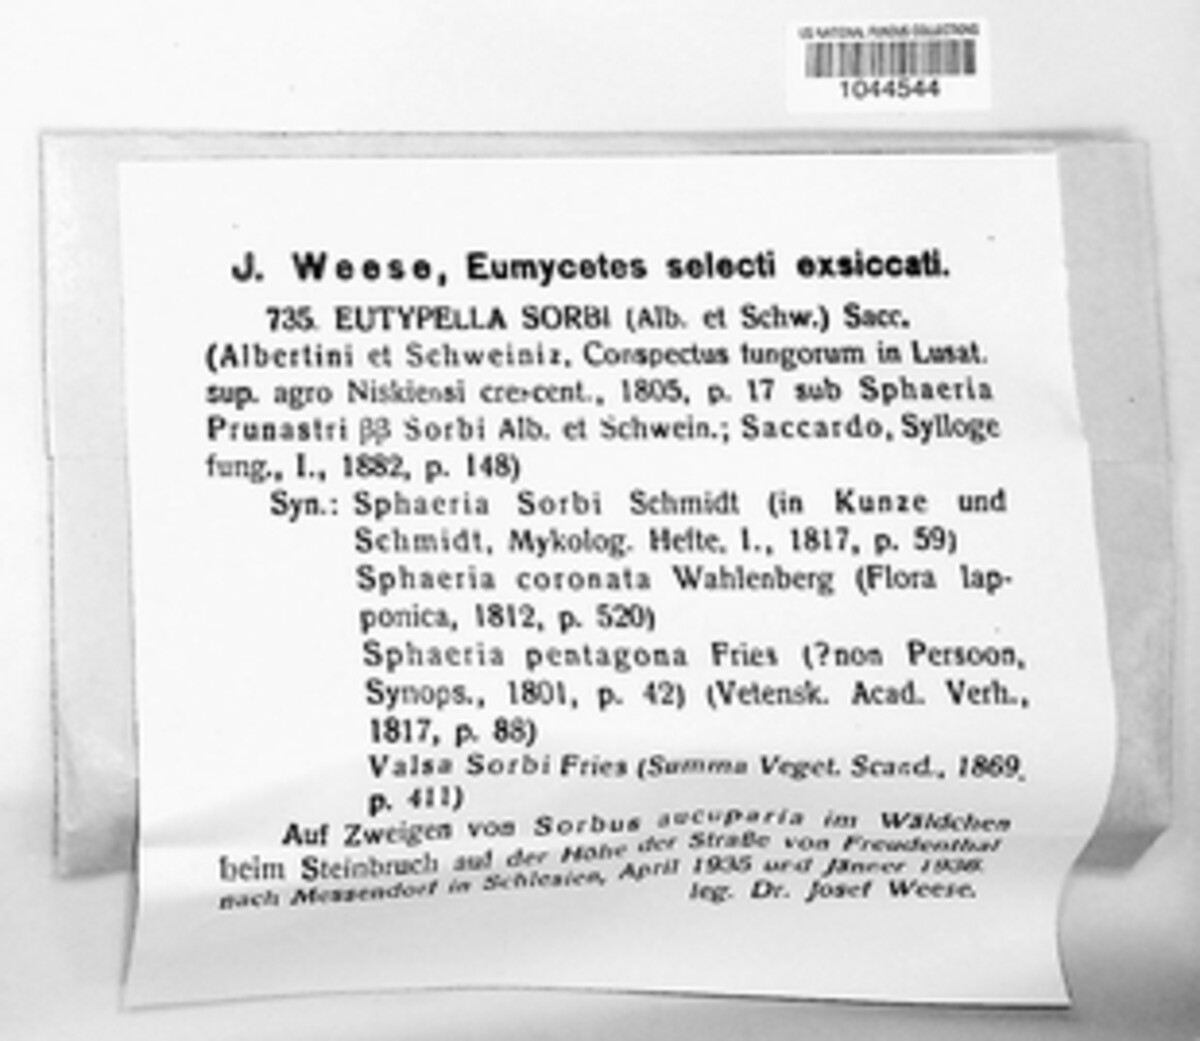 US NATIONAL FUNGUS COLLECTIONS
1044544
J. Weese, Eumycetes selecti exsiccati.
735. EUTYPELLA SORBI (Alb. et Schw.) Sacc.
(Albertini et Schweiniz, Conspectus fungorum in Lusat.
sup. agro Niskiensi crescent., 1805, p. 17 sub Sphaeria
Prunastri ββ Sorbi Alb. et Schwein.; Saccardo, Sylloge
fung., I., 1882, p. 148)
Syn.: Sphaeria Sorbi Schmidt (in Kunze und
Schmidt, Mykolog. Hefte, I., 1817, p. 59)
Sphaeria coronata Wahlenberg (Flora lap-
ponica, 1812, p. 520)
Sphaeria pentagona Fries (?non Persoon,
Synops., 1801, p. 42) (Vetensk. Acad. Verh.,
1817, p. 88)
Valsa Sorbi Fries (Summa Veget. Scand., 1869,
p. 411)
Auf Zweigen von Sorbus aucuparia im Wäldchen
beim Steinbruch auf der Höhe der Straße von Freudenthal
nach Messendorf in Schlesien, April 1935 und Jänner 1936.
leg. Dr. Josef Weese.